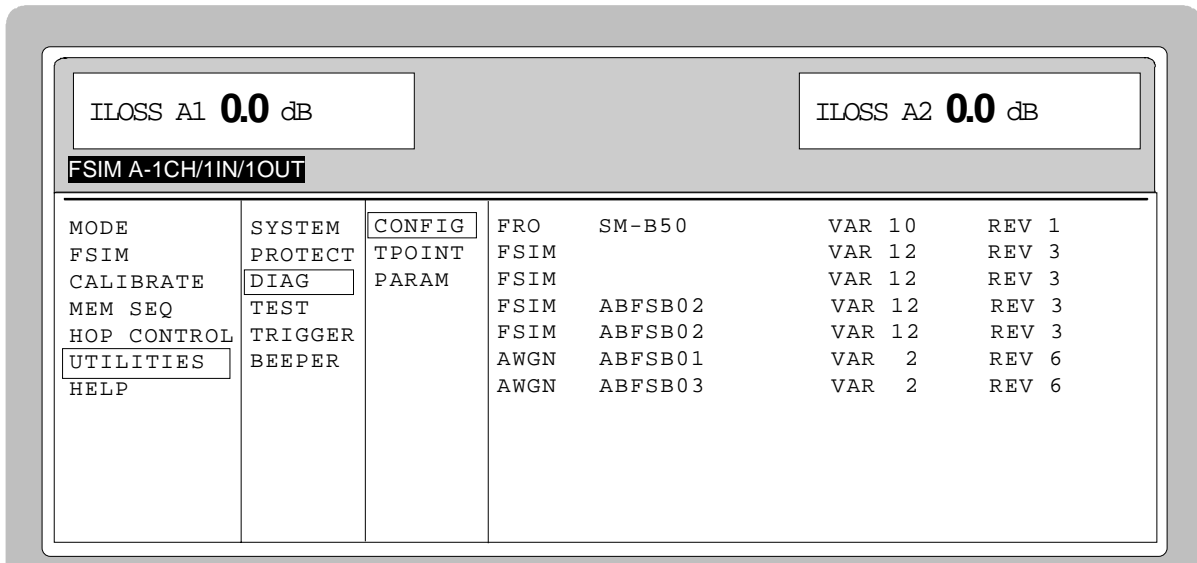 ILOSS A1 0.0 dB
ILOSS A2 0.0 dB
FSIM A-1CH/1IN/1OUT
MODE SYSTEM CONFIG FRO SM-B50 VAR 10 REV 1
FSIM PROTECT TPOINT FSIM VAR 12 REV 3
CALIBRATE DIAG PARAM FSIM VAR 12 REV 3
MEM SEQ TEST FSIM ABFSB02 VAR 12 REV 3
HOP CONTROL TRIGGER FSIM ABFSB02 VAR 12 REV 3
UTILITIES BEEPER AWGN ABFSB01 VAR 2 REV 6
HELP AWGN ABFSB03 VAR 2 REV 6